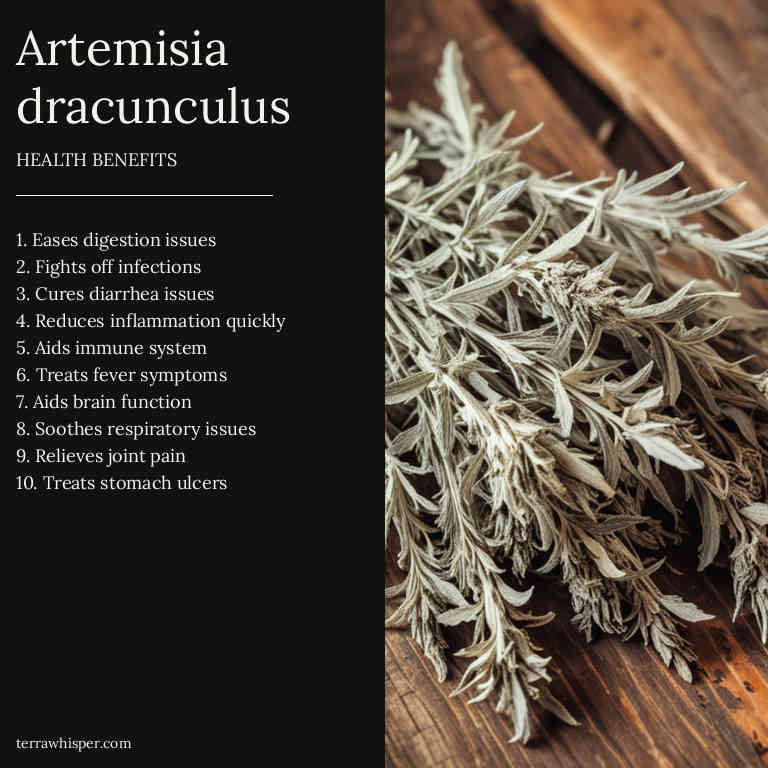 Artemisia
dracunculus
HEALTH BENEFITS
1. Eases digestion issues
2. Fights off infections
3. Cures diarrhea issues
4. Reduces inflammation quickly
5. Aids immune system
6. Treats fever symptoms
7. Aids brain function
8. Soothes respiratory issues
9. Relieves joint pain
10. Treats stomach ulcers
terrawhisper.com